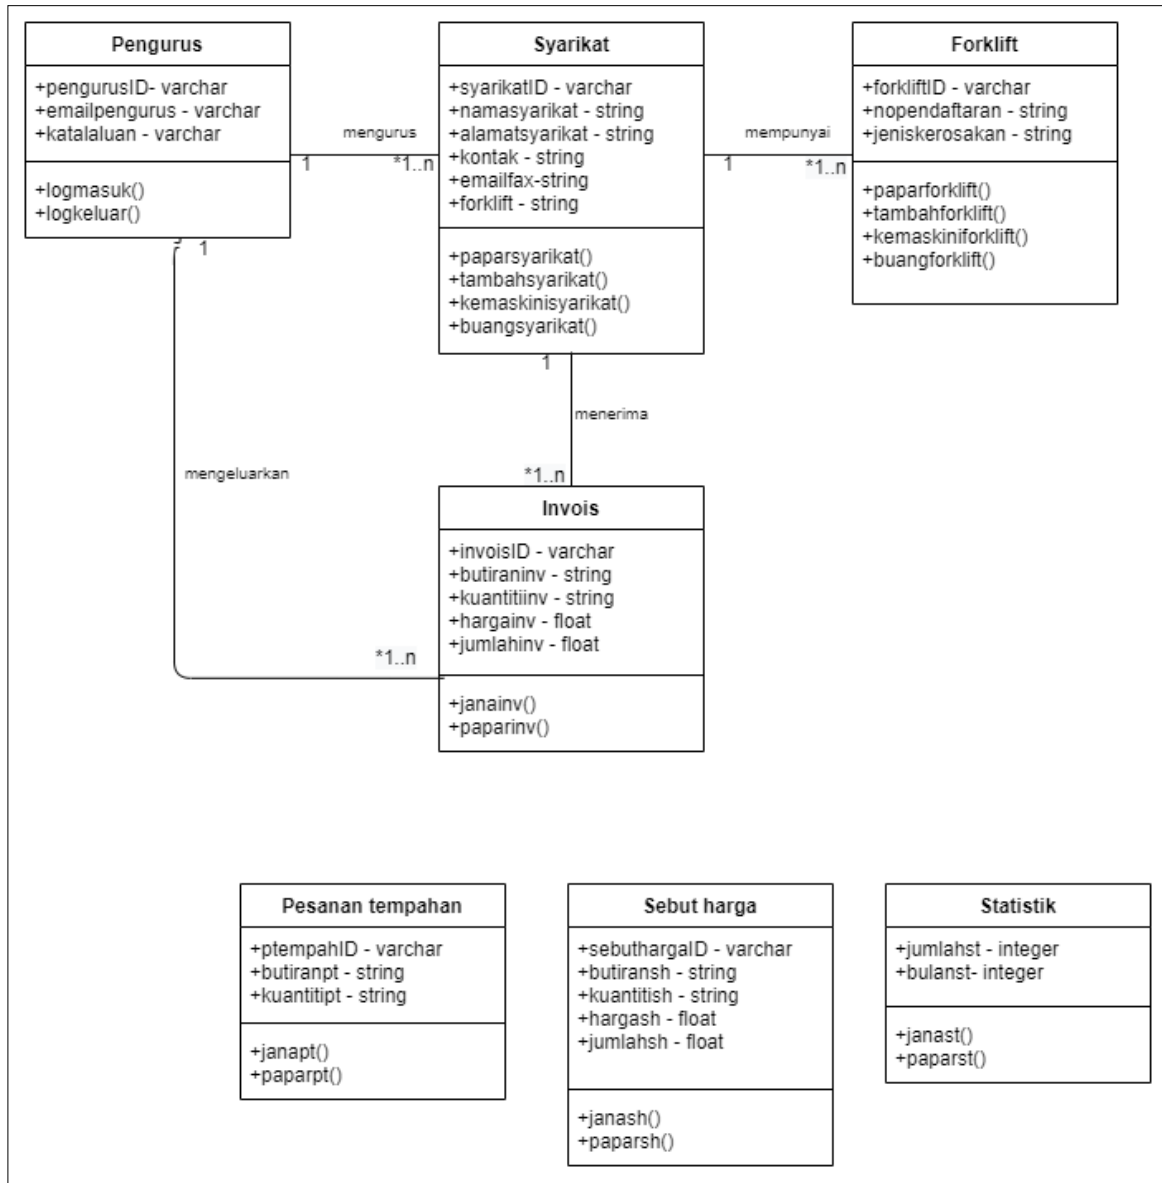 Pengurus
+pengurusID- varchar
+emailpengurus - varchar
+katalaluan - varchar
+logmasuk()
+logkeluar()
1
mengurus
*1..n
Syarikat
+syarikatID - varchar
+namasyarikat - string
+alamatsyarikat - string
+kontak - string
+emailfax-string
+forklift - string
+paparsyarikat()
+tambahsyarikat()
+kemaskinisyarikat()
+buangsyarikat()
1
mempunyai
*1..n
Forklift
+forkliftID - varchar
+nopendaftaran - string
+jeniskerosakan - string
+paparforklift()
+tambahforklift()
+kemaskiniforklift()
+buangforklift()
1
mengeluarkan
*1..n
1
menerima
*1..n
Invois
+invoisID - varchar
+butiraninv - string
+kuantitiinv - string
+hargainv - float
+jumlahinv - float
+janainv()
+paparinv()
Pesanan tempahan
+ptempahID - varchar
+butiranpt - string
+kuantitipt - string
+janapt()
+paparpt()
Sebut harga
+sebuthargaID - varchar
+butiransh - string
+kuantitish - string
+hargash - float
+jumlahsh - float
+janash()
+paparsh()
Statistik
+jumlahst - integer
+bulanst- integer
+janast()
+paparst()